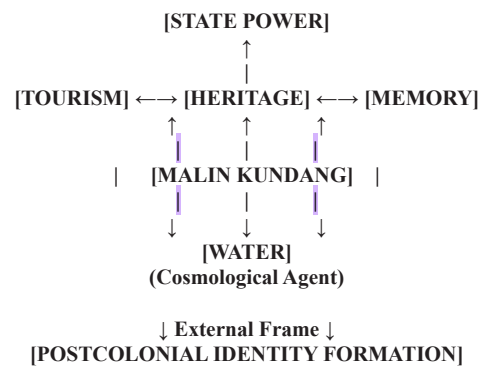 [STATE POWER]
↑
|
[TOURISM] ←→ [HERITAGE] ←→ [MEMORY]
↑ ↑ ↑
| | |
| [MALIN KUNDANG] |
| | |
↓ ↓ ↓
[WATER]
(Cosmological Agent)
↓ External Frame ↓
[POSTCOLONIAL IDENTITY FORMATION]